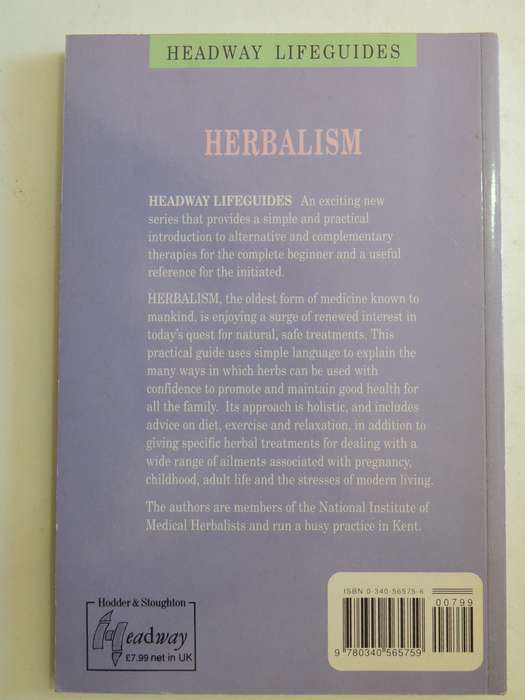 HEADWAY LIFEGUIDES
HERBALISM
HEADWAY LIFEGUIDES An exciting new
series that provides a simple and practical
introduction to alternative and complementary
therapies for the complete beginner and a useful
reference for the initiated.
HERBALISM, the oldest form of medicine known to
mankind, is enjoying a surge of renewed interest in
today's quest for natural, safe treatments. This
practical guide uses simple language to explain the
many ways in which herbs can be used with
confidence to promote and maintain good health for
all the family. Its approach is holistic, and includes
advice on diet, exercise and relaxation, in addition to
giving specific herbal treatments for dealing with a
wide range of ailments associated with pregnancy,
childhood, adult life and the stresses of modern living.
The authors are members of the National Institute of
Medical Herbalists and run a busy practice in Kent.
Hodder & Stoughton
Headway
£7.99 net in UK
ISBN 0-340-56575-6
00799
9 780340 565759